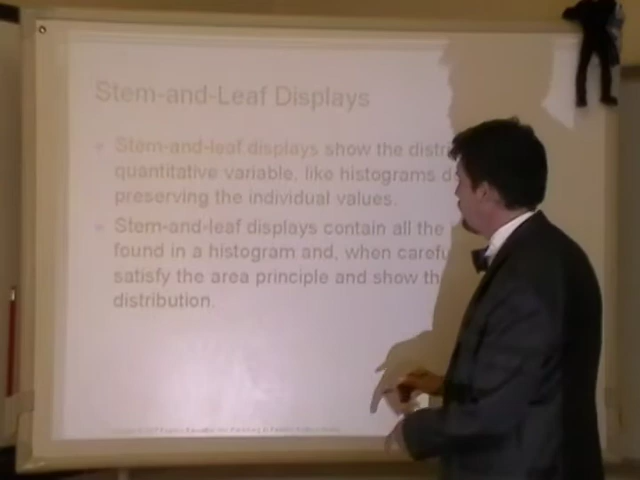 Stem-and-Leaf Displays
Stem-and-leaf displays show the distr
quantitative variable, like histograms d
preserving the individual values.
Stem-and-leaf displays contain all the
found in a histogram and, when carefu
satisfy the area principle and show th
distribution.